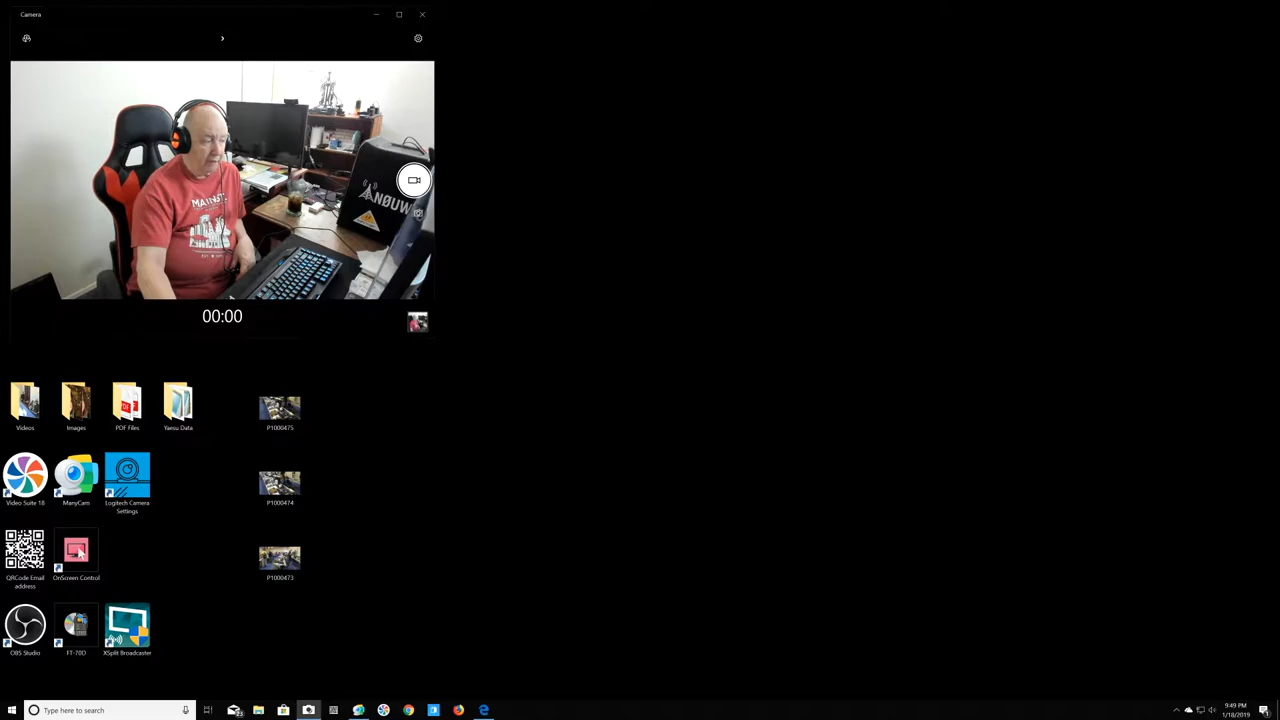 Camera
MAINST
NØUW
00:00
Videos
Images
PDF Files
Yaesu Data
P1000475
Video Suite 18
ManyCam
Logitech Camera
Settings
P1000474
QRCode Email
address
OnScreen Control
P1000473
OBS Studio
FT-70D
XSplit Broadcaster
Type here to search
9:49 PM
1/18/2019